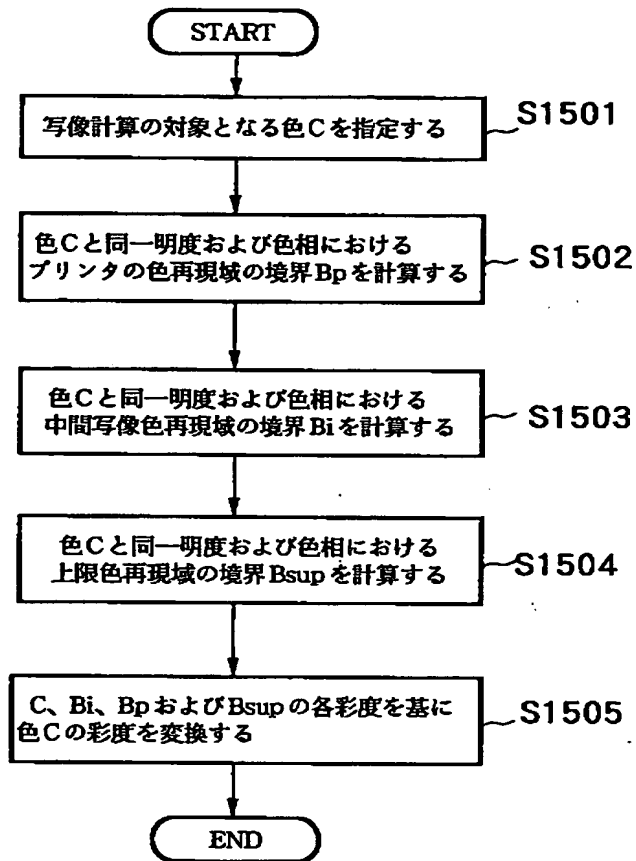 START
写像計算の対象となる色Cを指定する
S1501
色Cと同一明度および色相における
プリンタの色再現域の境界Bpを計算する
S1502
色Cと同一明度および色相における
中間写像色再現域の境界Biを計算する
S1503
色Cと同一明度および色相における
上限色再現域の境界Bsupを計算する
S1504
C、Bi、BpおよびBsupの各彩度を基に
色Cの彩度を変換する
S1505
END